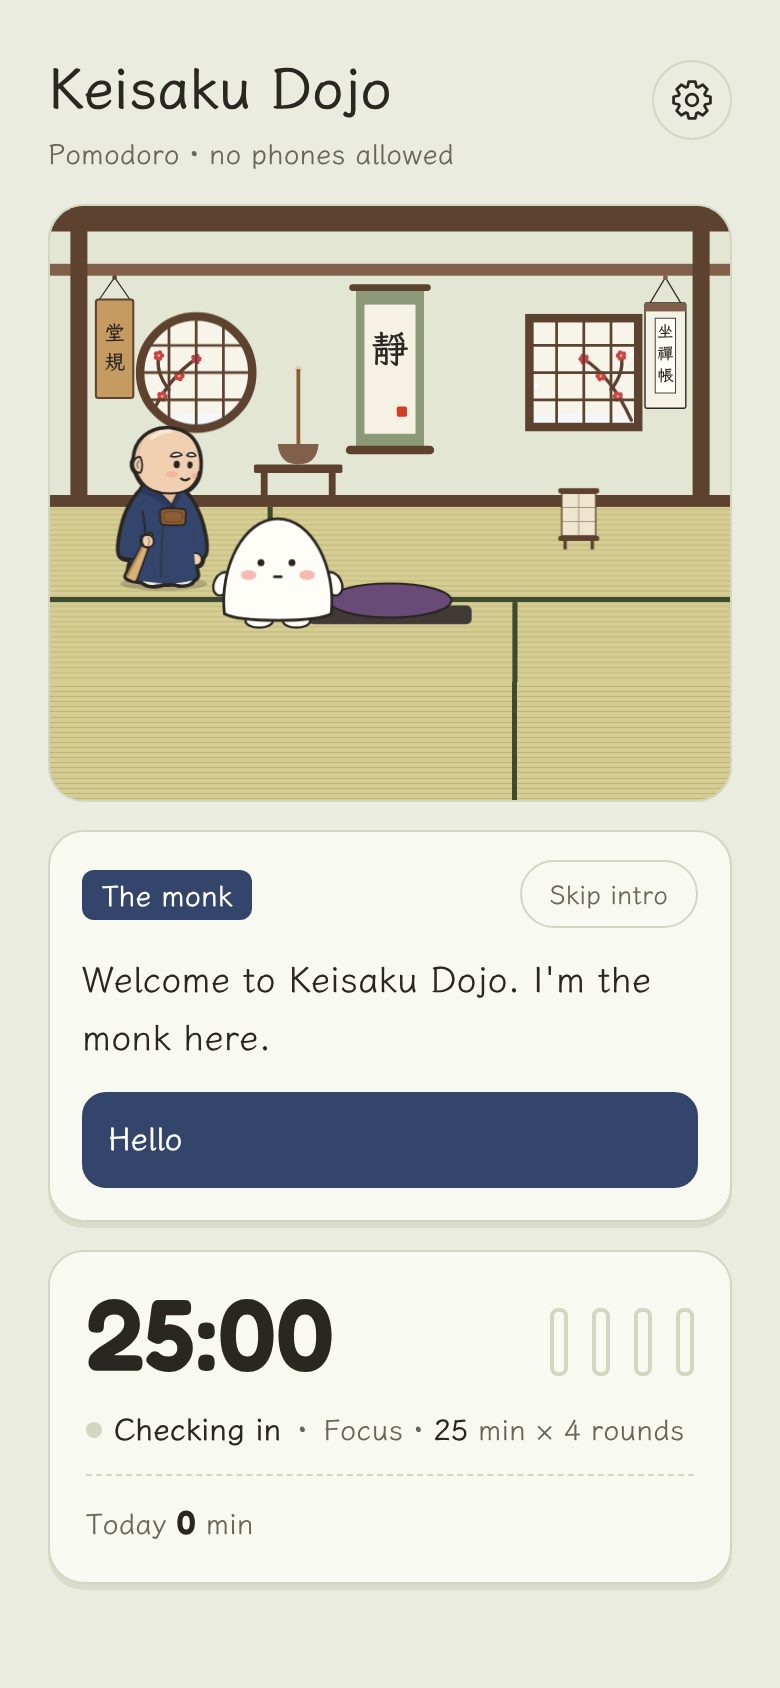 Keisaku Dojo
Pomodoro • no phones allowed
堂規
靜
坐禪帳
The monk
Skip intro
Welcome to Keisaku Dojo. I'm the
monk here.
Hello
25:00
Checking in • Focus • 25 min × 4 rounds
Today 0 min